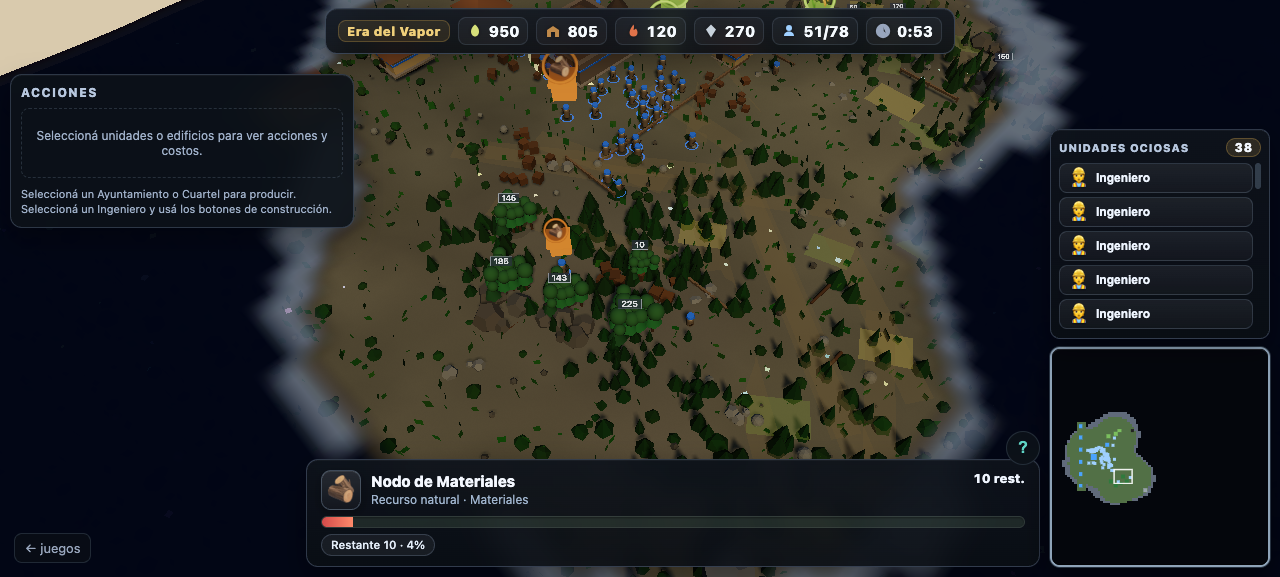 Era del Vapor 950 805 120 270 51/78 0:53
60 120
160
ACCIONES
Seleccioná unidades o edificios para ver acciones y
costos.
Seleccioná un Ayuntamiento o Cuartel para producir.
Seleccioná un Ingeniero y usá los botones de construcción.
UNIDADES OCIOSAS 38
Ingeniero
Ingeniero
Ingeniero
Ingeniero
Ingeniero
146
10
185
143
225
?
Nodo de Materiales 10 rest.
Recurso natural · Materiales
Restante 10 · 4%
← juegos